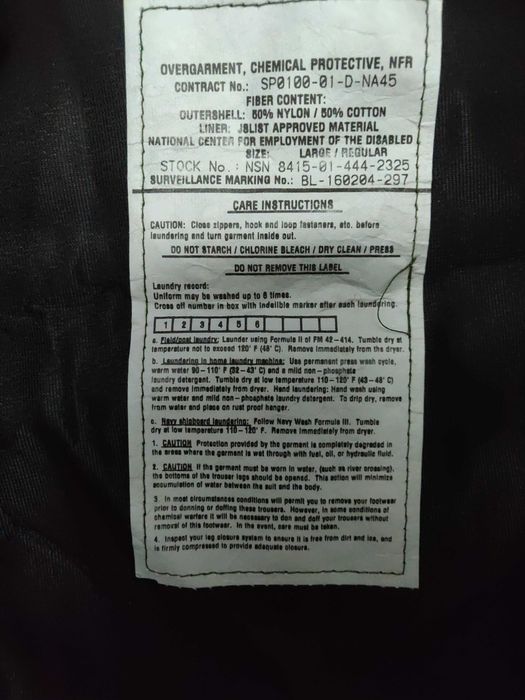 OVERGARMENT, CHEMICAL PROTECTIVE, NFR
CONTRACT No.: SP0100-01-D-NA45
FIBER CONTENT:
OUTERSHELL: 50% NYLON / 50% COTTON
LINER: JSLIST APPROVED MATERIAL
NATIONAL CENTER FOR EMPLOYMENT OF THE DISABLED
SIZE: LARGE / REGULAR
STOCK No.: NSN 8415-01-444-2325
SURVEILLANCE MARKING No.: BL-160204-297
CARE INSTRUCTIONS
CAUTION: Close zippers, hook and loop fasteners, etc. before
laundering and turn garment inside out.
DO NOT STARCH / CHLORINE BLEACH / DRY CLEAN / PRESS
DO NOT REMOVE THIS LABEL
Laundry record:
Uniform may be washed up to 6 times.
Cross off number in box with indelible marker after each laundering.
1 2 3 4 5 6
a. Field/post laundry: Launder using Formula II of FM 42-414. Tumble dry at
temperature not to exceed 120° F (48° C). Remove immediately from the dryer.
b. Laundering in home laundry machine: Use permanent press wash cycle,
warm water 90-110° F (32-43° C) and a mild non-phosphate
laundry detergent. Tumble dry at low temperature 110-120° F (43-48° C)
and remove immediately from dryer. Hand laundering: Hand wash using
warm water and mild non-phosphate laundry detergent. To drip dry, remove
from water and place on rust proof hanger.
c. Navy shipboard laundering: Follow Navy Wash Formula III. Tumble
dry at low temperature 110-120° F. Remove immediately from dryer.
1. CAUTION Protection provided by the garment is completely degraded in
the areas where the garment is wet through with fuel, oil, or hydraulic fluid.
2. CAUTION If the garment must be worn in water, (such as river crossing),
the bottoms of the trouser legs should be opened. This action will minimize
accumulation of water between the suit and the body.
3. In most circumstances conditions will permit you to remove your footwear
prior to donning or doffing these trousers. However, in some conditions of
chemical warfare it will be necessary to don and doff your trousers without
removal of this footwear. In the event, care must be taken.
4. Inspect your leg closure system to ensure it is free from dirt and ice, and
is firmly compressed to provide adequate closure.